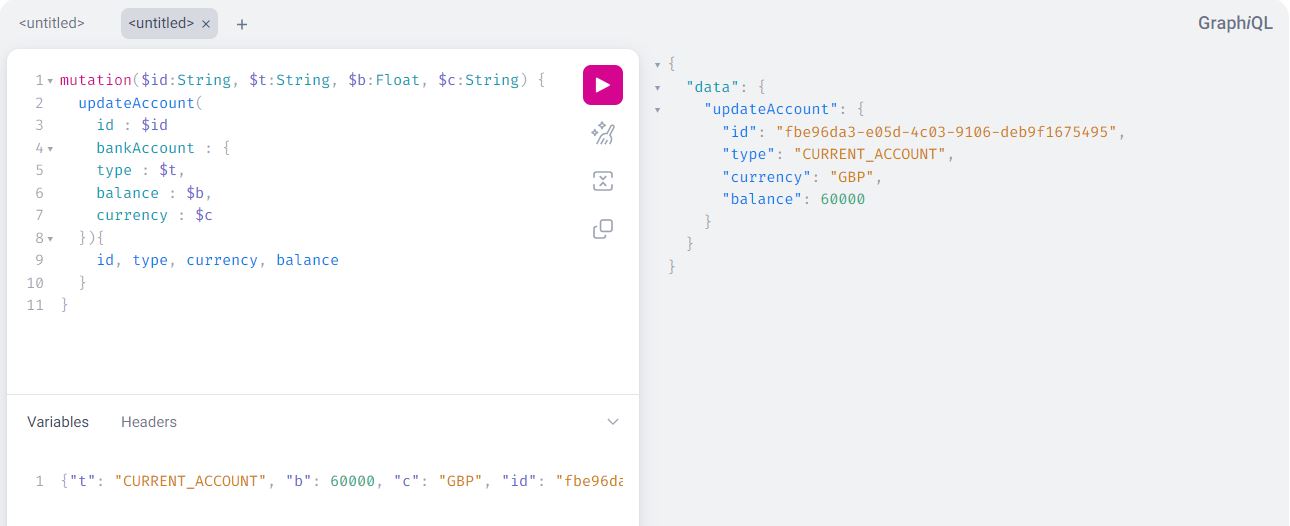 <untitled>
<untitled> × +
GraphiQL
1 mutation($id:String, $t:String, $b:Float, $c:String) {
2 updateAccount(
3 id : $id
4 bankAccount : {
5 type : $t,
6 balance : $b,
7 currency : $c
8 }){
9 id, type, currency, balance
10 }
11 }
Variables Headers
1 {"t": "CURRENT_ACCOUNT", "b": 60000, "c": "GBP", "id": "fbe96da
{
"data": {
"updateAccount": {
"id": "fbe96da3-e05d-4c03-9106-deb9f1675495",
"type": "CURRENT_ACCOUNT",
"currency": "GBP",
"balance": 60000
}
}
}